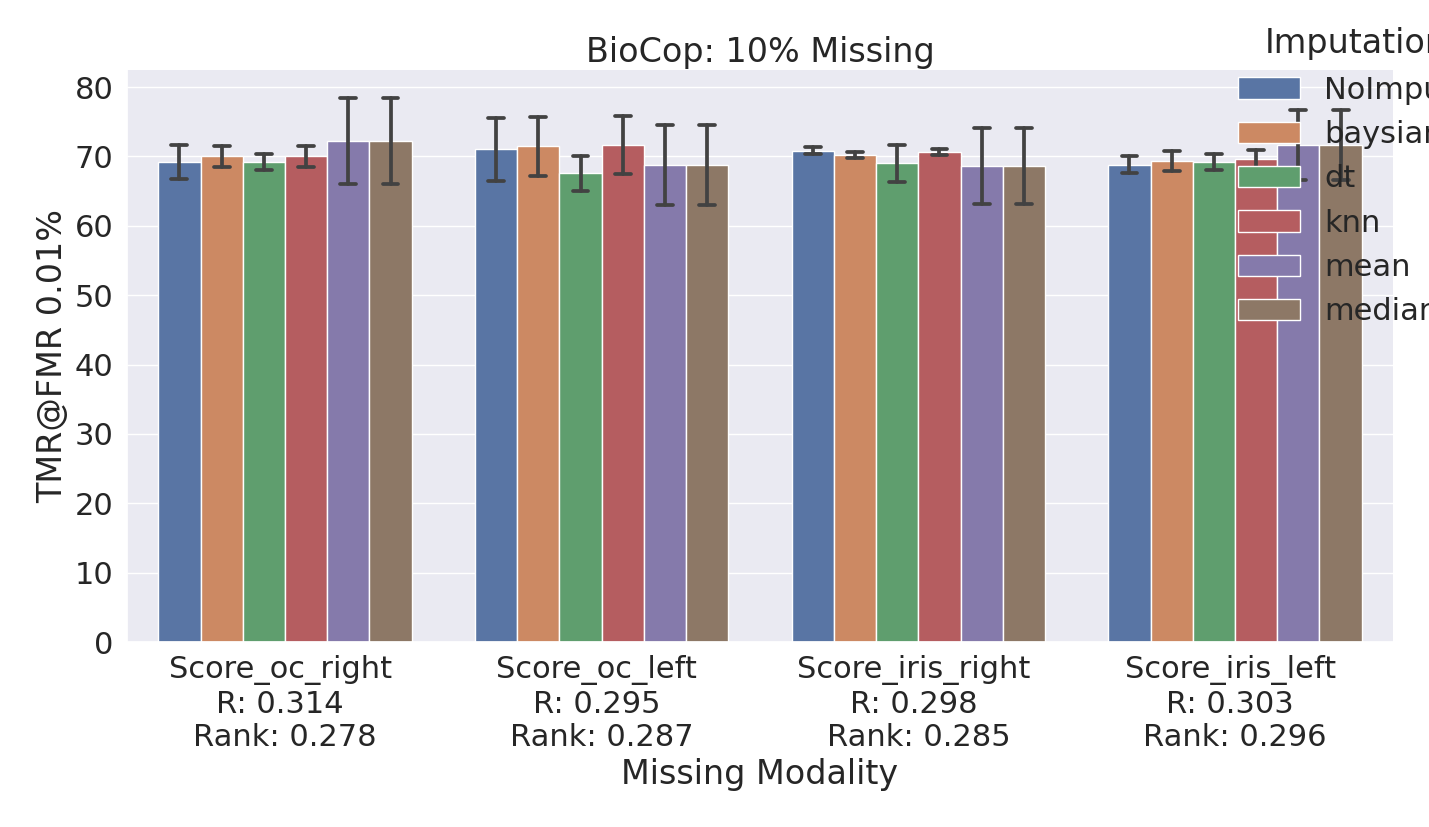 BioCop: 10% Missing
Imputation
NoImpu
baysian
dt
knn
mean
median
TMR@FMR 0.01%
80
70
60
50
40
30
20
10
0
Score_oc_right
R: 0.314
Rank: 0.278
Score_oc_left
R: 0.295
Rank: 0.287
Score_iris_right
R: 0.298
Rank: 0.285
Score_iris_left
R: 0.303
Rank: 0.296
Missing Modality